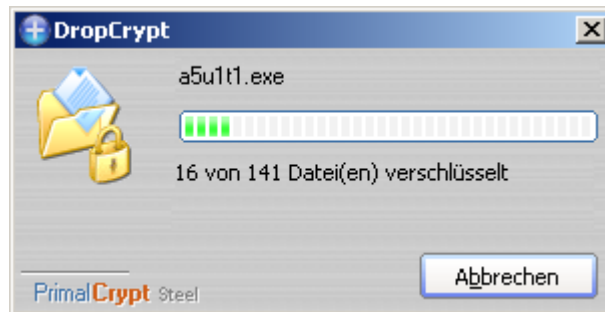 DropCrypt
a5u1t1.exe
16 von 141 Datei(en) verschlüsselt
Abbrechen
PrimalCrypt Steel